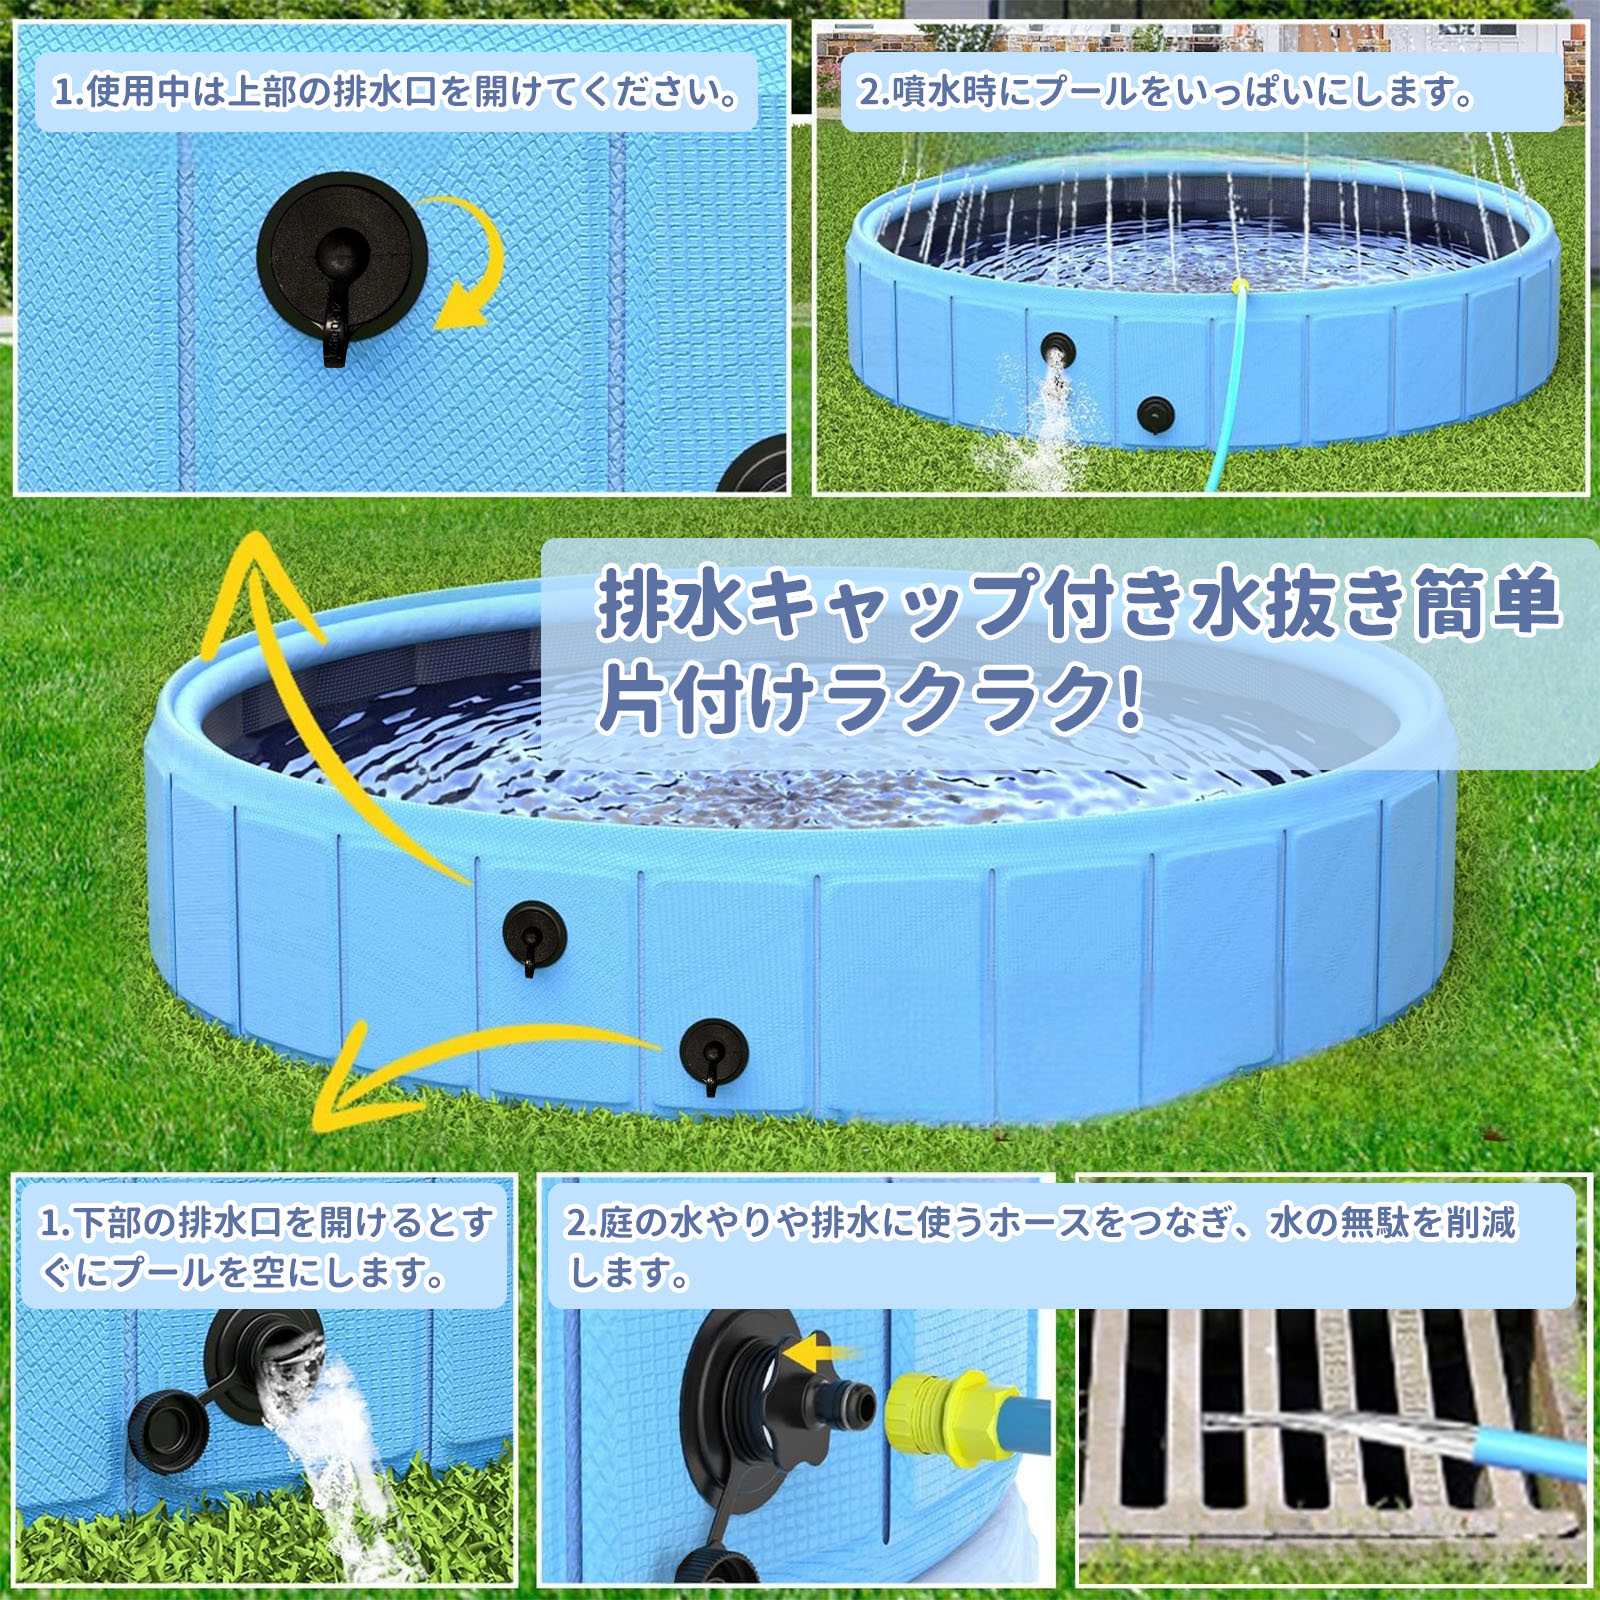 1.使用中は上部の排水口を開けてください。
2.噴水時にプールをいっぱいにします。
排水キャップ付き水抜き簡単
片付けラクラク!
1.下部の排水口を開けるとす
ぐにプールを空にします。
2.庭の水やりや排水に使うホースをつなぎ、水の無駄を削減
します。